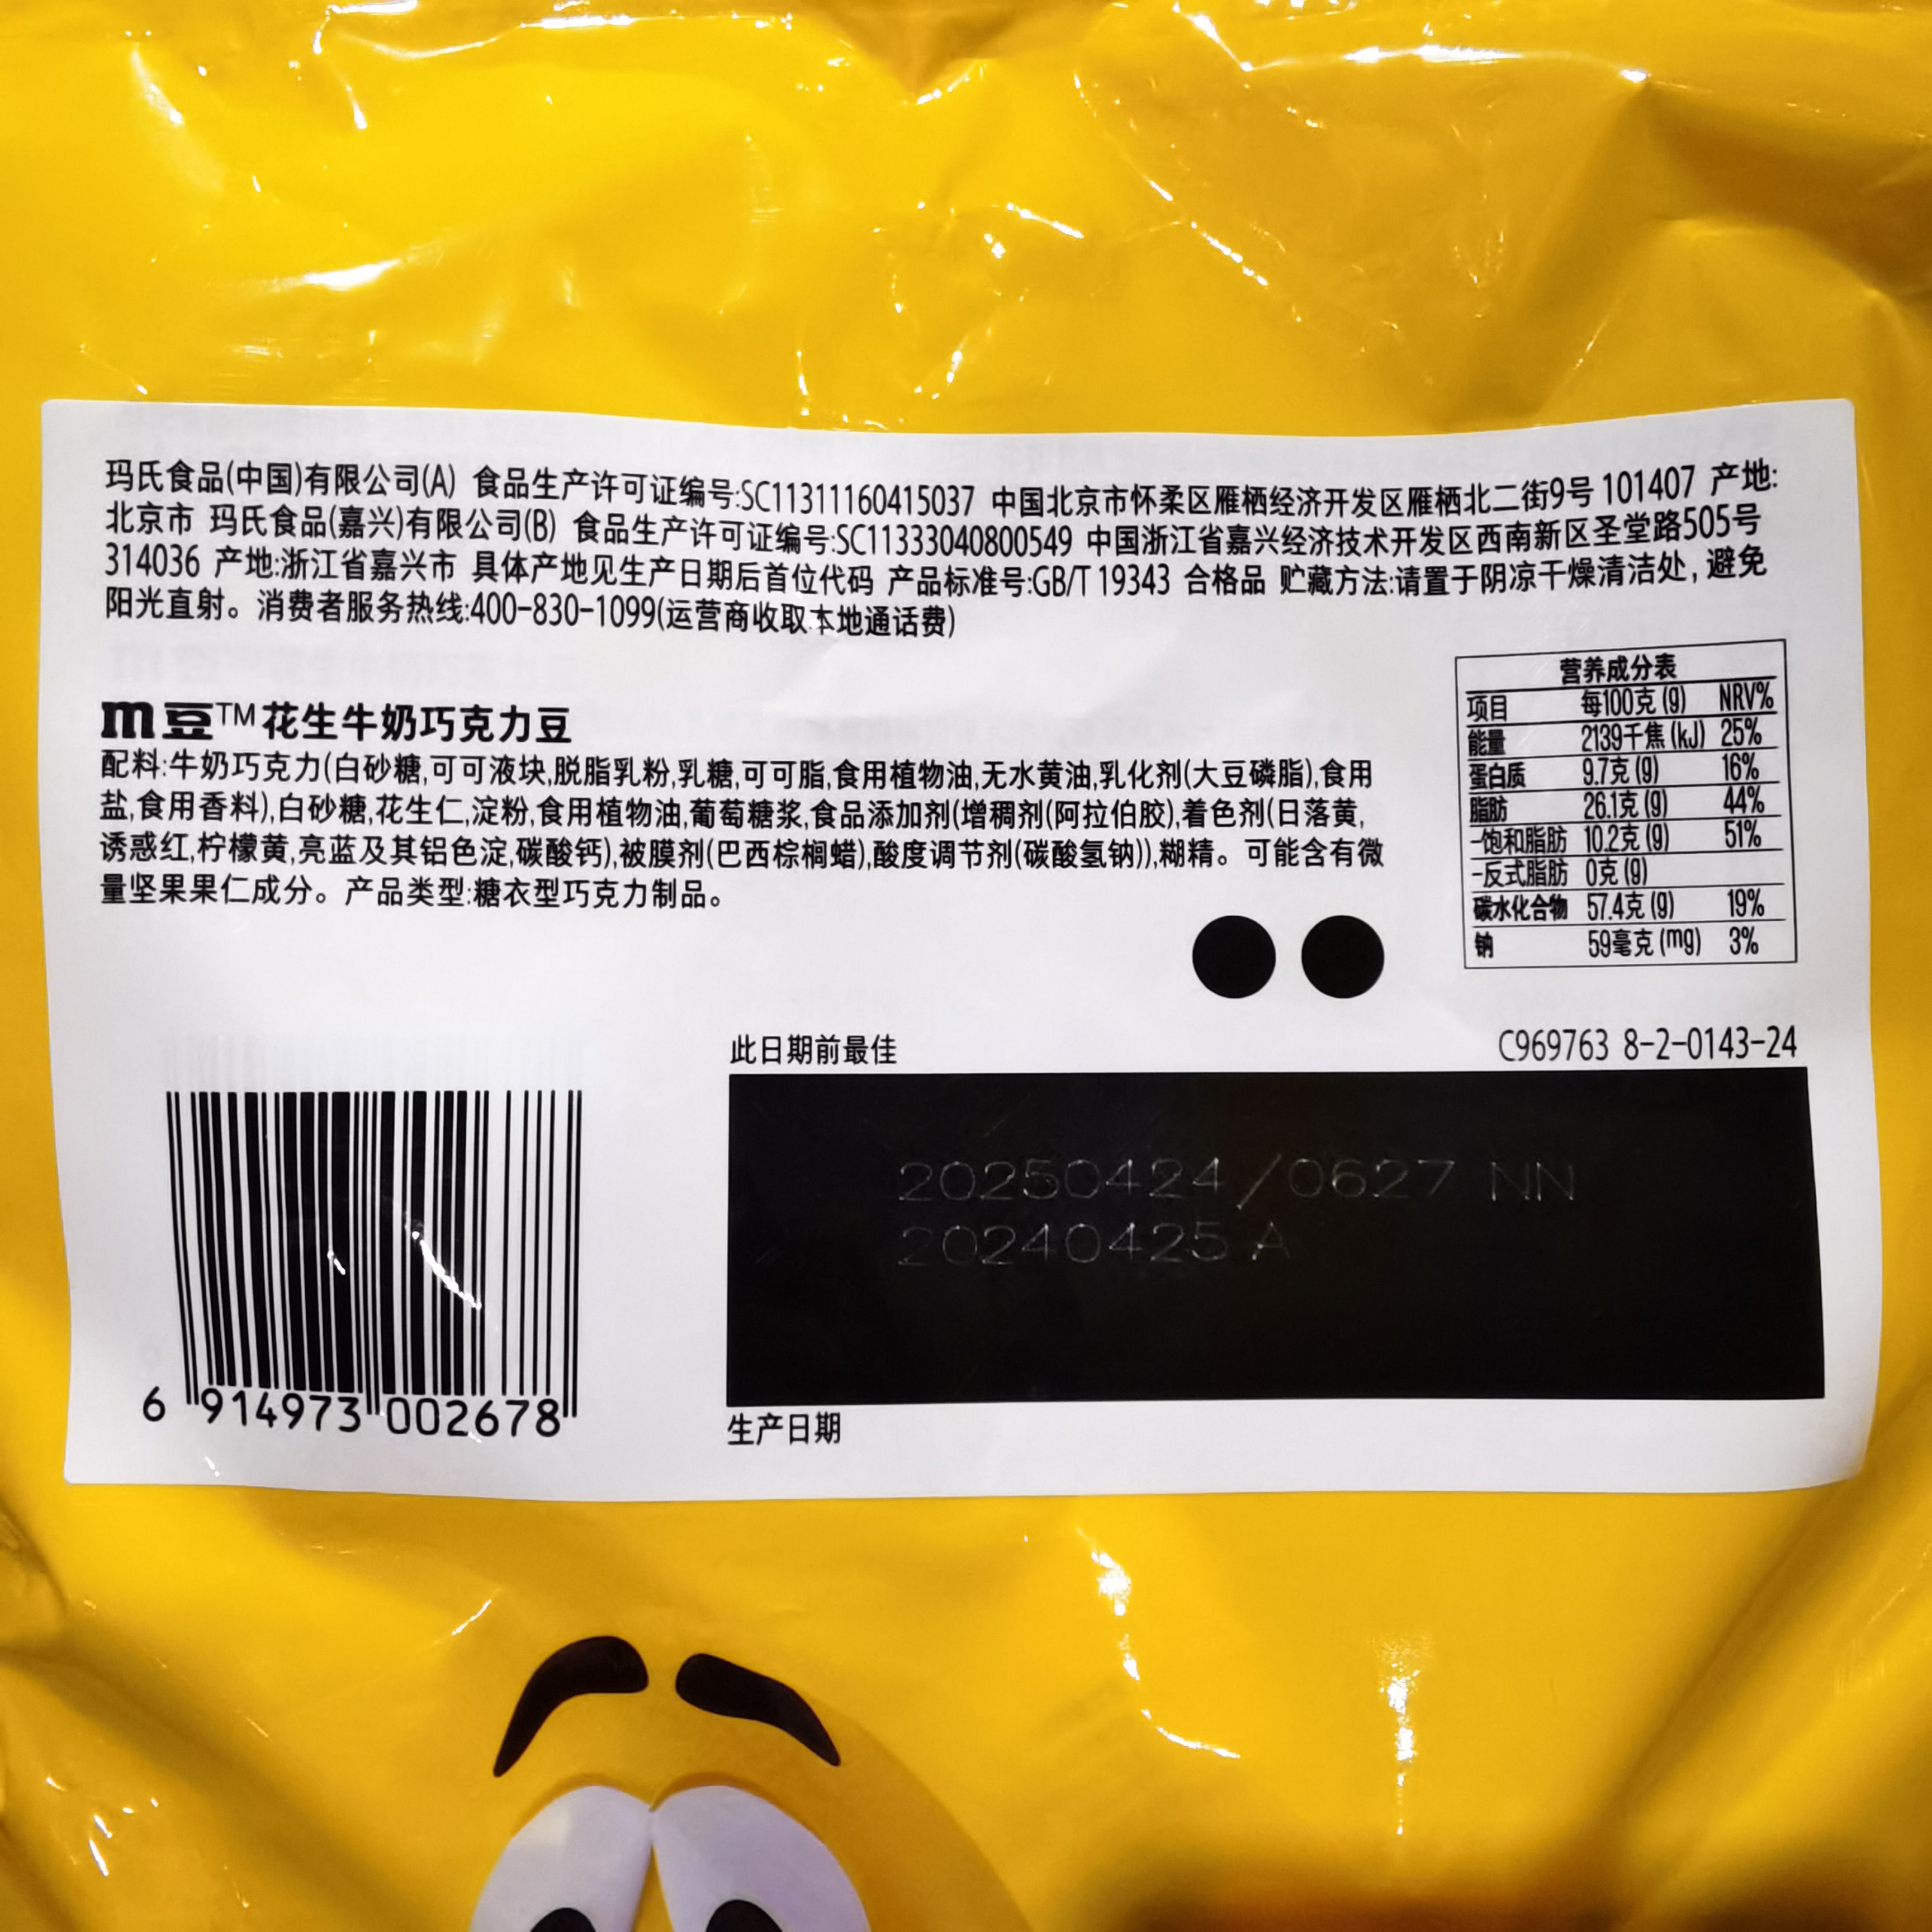 玛氏食品(中国)有限公司(A) 食品生产许可证编号:SC11311160415037 中国北京市怀柔区雁栖经济开发区雁栖北二街9号 101407 产地:
北京市 玛氏食品(嘉兴)有限公司(B) 食品生产许可证编号:SC11333040800549 中国浙江省嘉兴经济技术开发区西南新区圣堂路505号
314036 产地:浙江省嘉兴市 具体产地见生产日期后首位代码 产品标准号:GB/T 19343 合格品 贮藏方法:请置于阴凉干燥清洁处, 避免
阳光直射。消费者服务热线:400-830-1099(运营商收取本地通话费)
m豆™花生牛奶巧克力豆
配料:牛奶巧克力(白砂糖,可可液块,脱脂乳粉,乳糖,可可脂,食用植物油,无水黄油,乳化剂(大豆磷脂),食用
盐,食用香料),白砂糖,花生仁,淀粉,食用植物油,葡萄糖浆,食品添加剂(增稠剂(阿拉伯胶),着色剂(日落黄,
诱惑红,柠檬黄,亮蓝及其铝色淀,碳酸钙),被膜剂(巴西棕榈蜡),酸度调节剂(碳酸氢钠)),糊精。可能含有微
量坚果果仁成分。产品类型:糖衣型巧克力制品。
营养成分表
项目 每100克 (g) NRV%
能量 2139千焦 (kJ) 25%
蛋白质 9.7克 (g) 16%
脂肪 26.1克 (g) 44%
-饱和脂肪 10.2克 (g) 51%
-反式脂肪 0克 (g)
碳水化合物 57.4克 (g) 19%
钠 59毫克 (mg) 3%
此日期前最佳
C969763 8-2-0143-24
20250424/0627 NN
20240425 A
生产日期
6 914973 002678